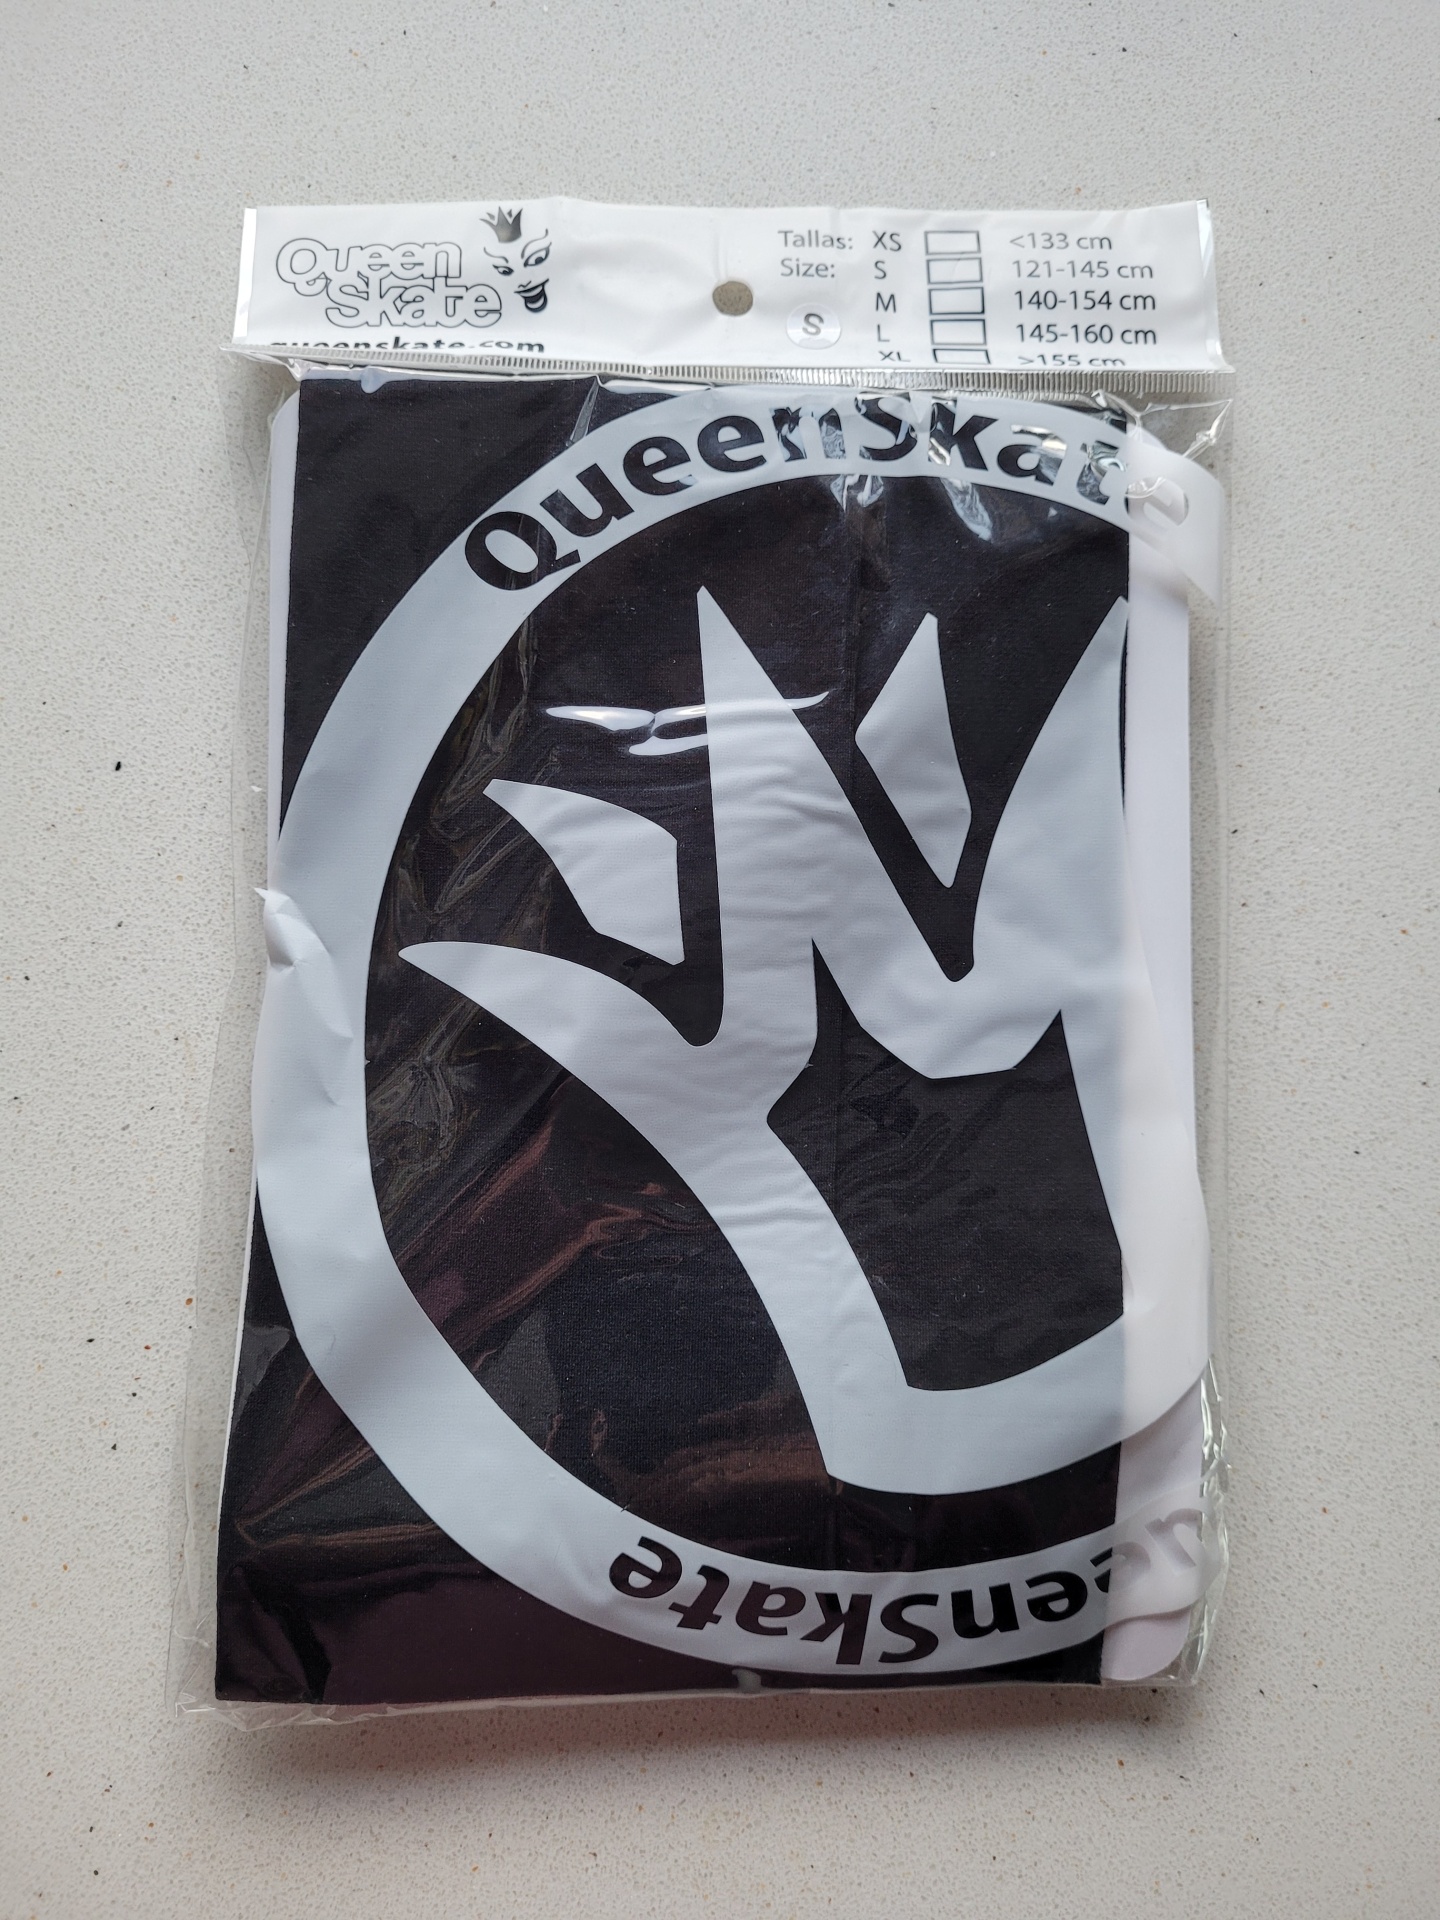 Queen
Skate
queenskate.com
Tallas: XS <133 cm
Size: S 121-145 cm
M 140-154 cm
L 145-160 cm
XL >155 cm
S
QueenSkate
enSkate